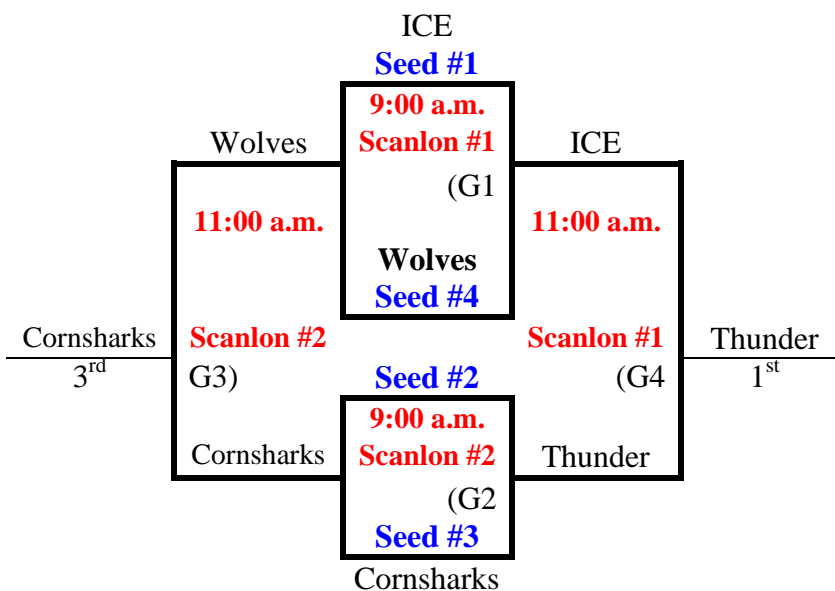 ICE
Seed #1
9:00 a.m.
Wolves
Scanlon #1
ICE
(G1
11:00 a.m.
11:00 a.m.
Wolves
Seed #4
Cornsharks
Scanlon #2
Scanlon #1
Thunder
3rd
G3)
Seed #2
(G4
1st
9:00 a.m.
Cornsharks
Scanlon #2
Thunder
(G2
Seed #3
Cornsharks